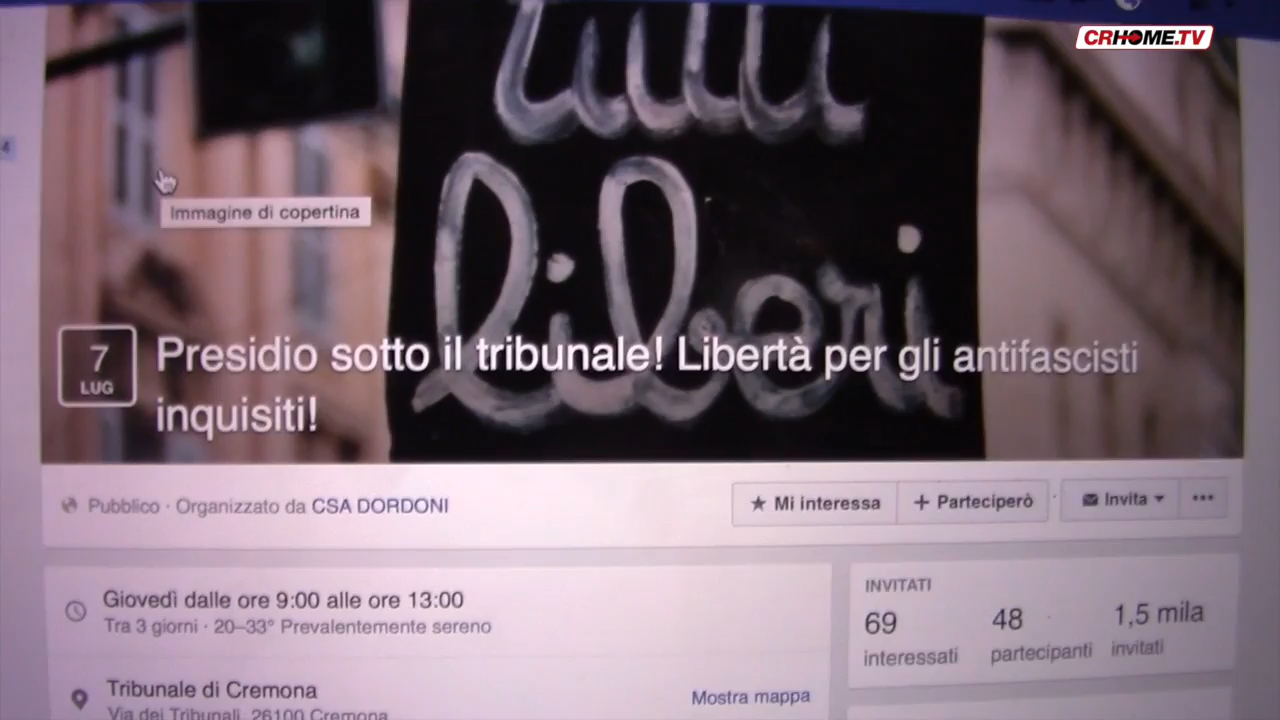 CRHOME.TV
tutti
liberi
4
Immagine di copertina
7
LUG
Presidio sotto il tribunale! Libertà per gli antifascisti
inquisiti!
Pubblico · Organizzato da CSA DORDONI
★ Mi interessa
+ Parteciperò
Invita
Giovedì dalle ore 9:00 alle ore 13:00
Tra 3 giorni · 20–33° Prevalentemente sereno
Tribunale di Cremona
Mostra mappa
Via dei Tribunali, 26100 Cremona
INVITATI
69
48
1,5 mila
interessati
partecipanti
invitati